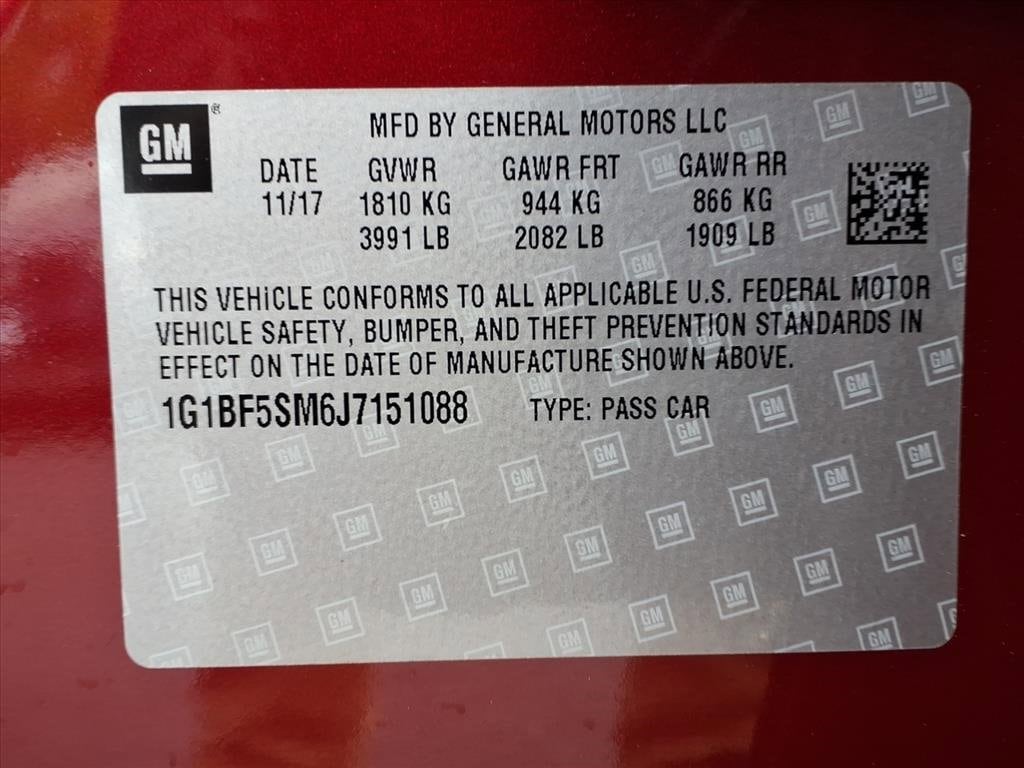 GM ®
MFD BY GENERAL MOTORS LLC
DATE GVWR GAWR FRT GAWR RR
11/17 1810 KG 944 KG 866 KG
3991 LB 2082 LB 1909 LB
THIS VEHICLE CONFORMS TO ALL APPLICABLE U.S. FEDERAL MOTOR
VEHICLE SAFETY, BUMPER, AND THEFT PREVENTION STANDARDS IN
EFFECT ON THE DATE OF MANUFACTURE SHOWN ABOVE.
1G1BF5SM6J7151088 TYPE: PASS CAR